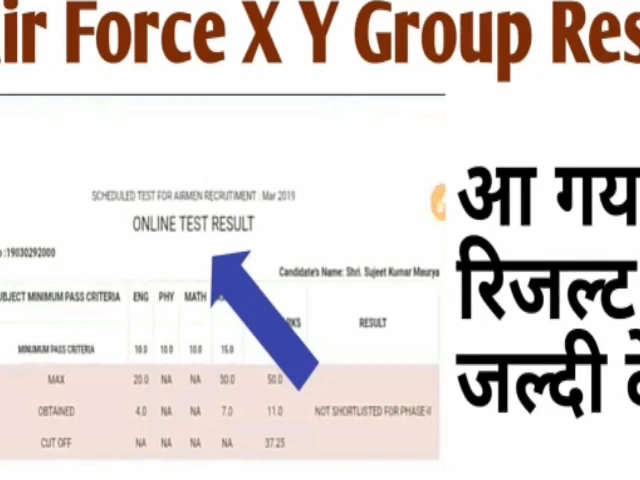 ir Force X Y Group Res
SCHEDULED TEST FOR AIRMEN RECRUTIMENT : Mar 2019
ONLINE TEST RESULT
:19030292000
Candidate's Name: Shri. Sujeet Kumar Maurya
BJECT MINIMUM PASS CRITERIA ENG PHY MATH RKS RESULT
MINUMUM PASS CRITERIA 10.0 10.0 10.0 15.0
MAX 20.0 NA NA 30.0 50.0
OBTAINED 4.0 NA NA 7.0 11.0 NOT SHORTLISTED FOR PHASE-II
CUT OFF NA NA NA NA 37.25
आ गय
रिजल्ट
जल्दी दे